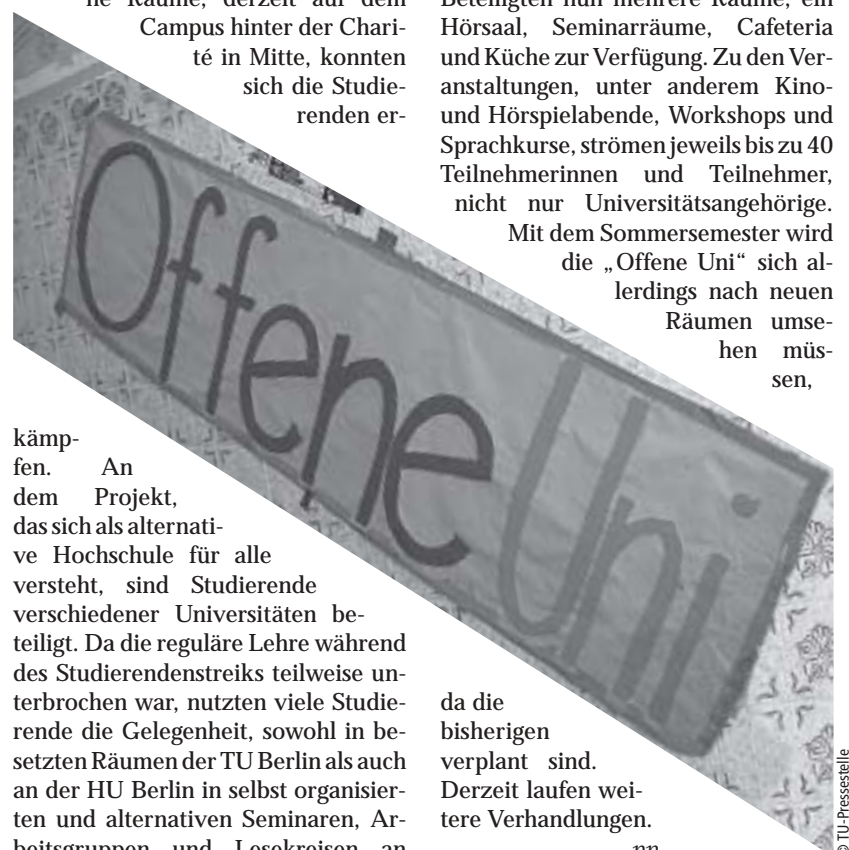 ne Räume, derzeit auf dem
Campus hinter der Chari-
té in Mitte, konnten
sich die Studie-
renden er-
kämp-
fen. An
dem Projekt,
das sich als alternati-
ve Hochschule für alle
versteht, sind Studierende
verschiedener Universitäten be-
teiligt. Da die reguläre Lehre während
des Studierendenstreiks teilweise un-
terbrochen war, nutzten viele Studie-
rende die Gelegenheit, sowohl in be-
setzten Räumen der TU Berlin als auch
an der HU Berlin in selbst organisier-
ten und alternativen Seminaren, Ar-
beitsgruppen und Lesekreisen an
Offene Uni
Beteiligten nun mehrere Räume, ein
Hörsaal, Seminarräume, Cafeteria
und Küche zur Verfügung. Zu den Ver-
anstaltungen, unter anderem Kino-
und Hörspielabende, Workshops und
Sprachkurse, strömen jeweils bis zu 40
Teilnehmerinnen und Teilnehmer,
nicht nur Universitätsangehörige.
Mit dem Sommersemester wird
die „Offene Uni“ sich al-
lerdings nach neuen
Räumen umse-
hen müs-
sen,
da die
bisherigen
verplant sind.
Derzeit laufen wei-
tere Verhandlungen.
© TU-Pressestelle